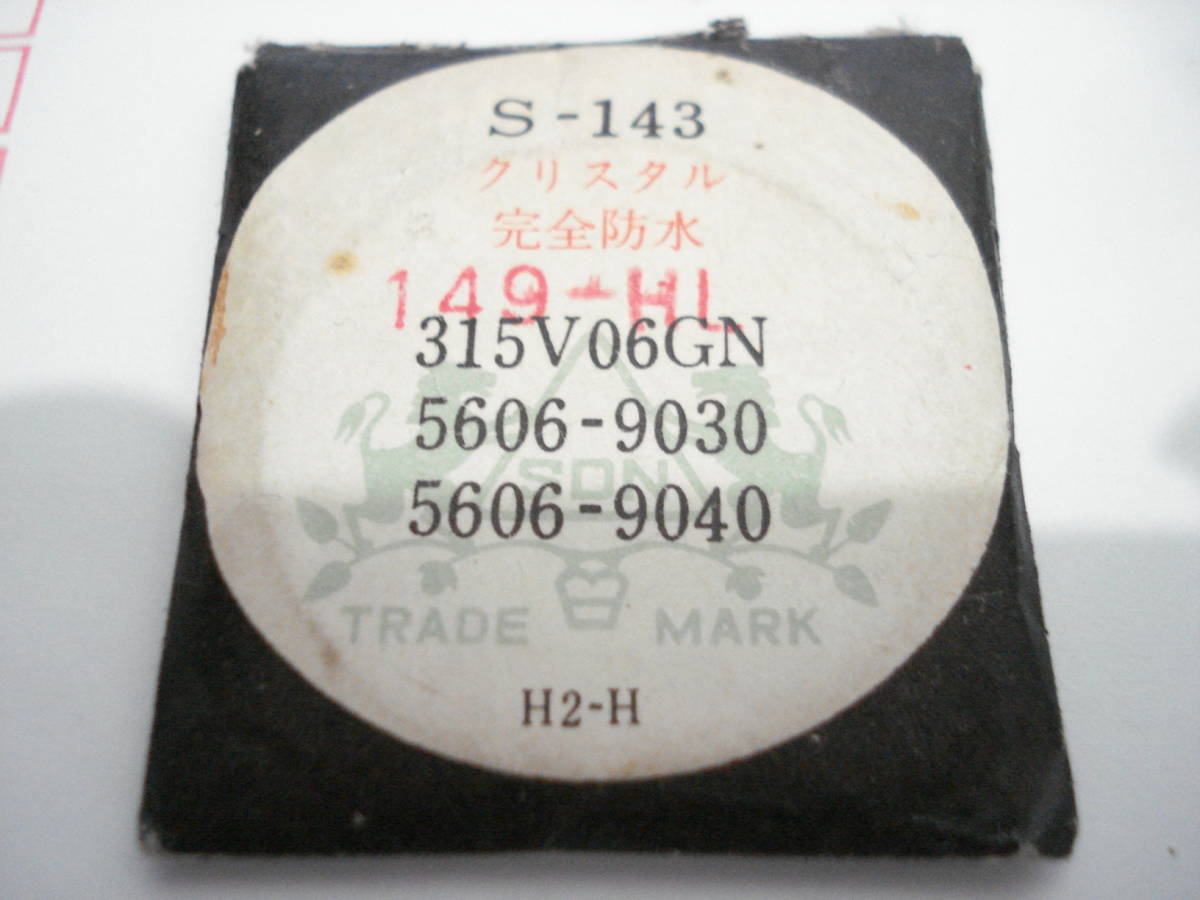 S-143
クリスタル
完全防水
149-HL
315V06GN
5606-9030
SDN
5606-9040
TRADE MARK
H2-H